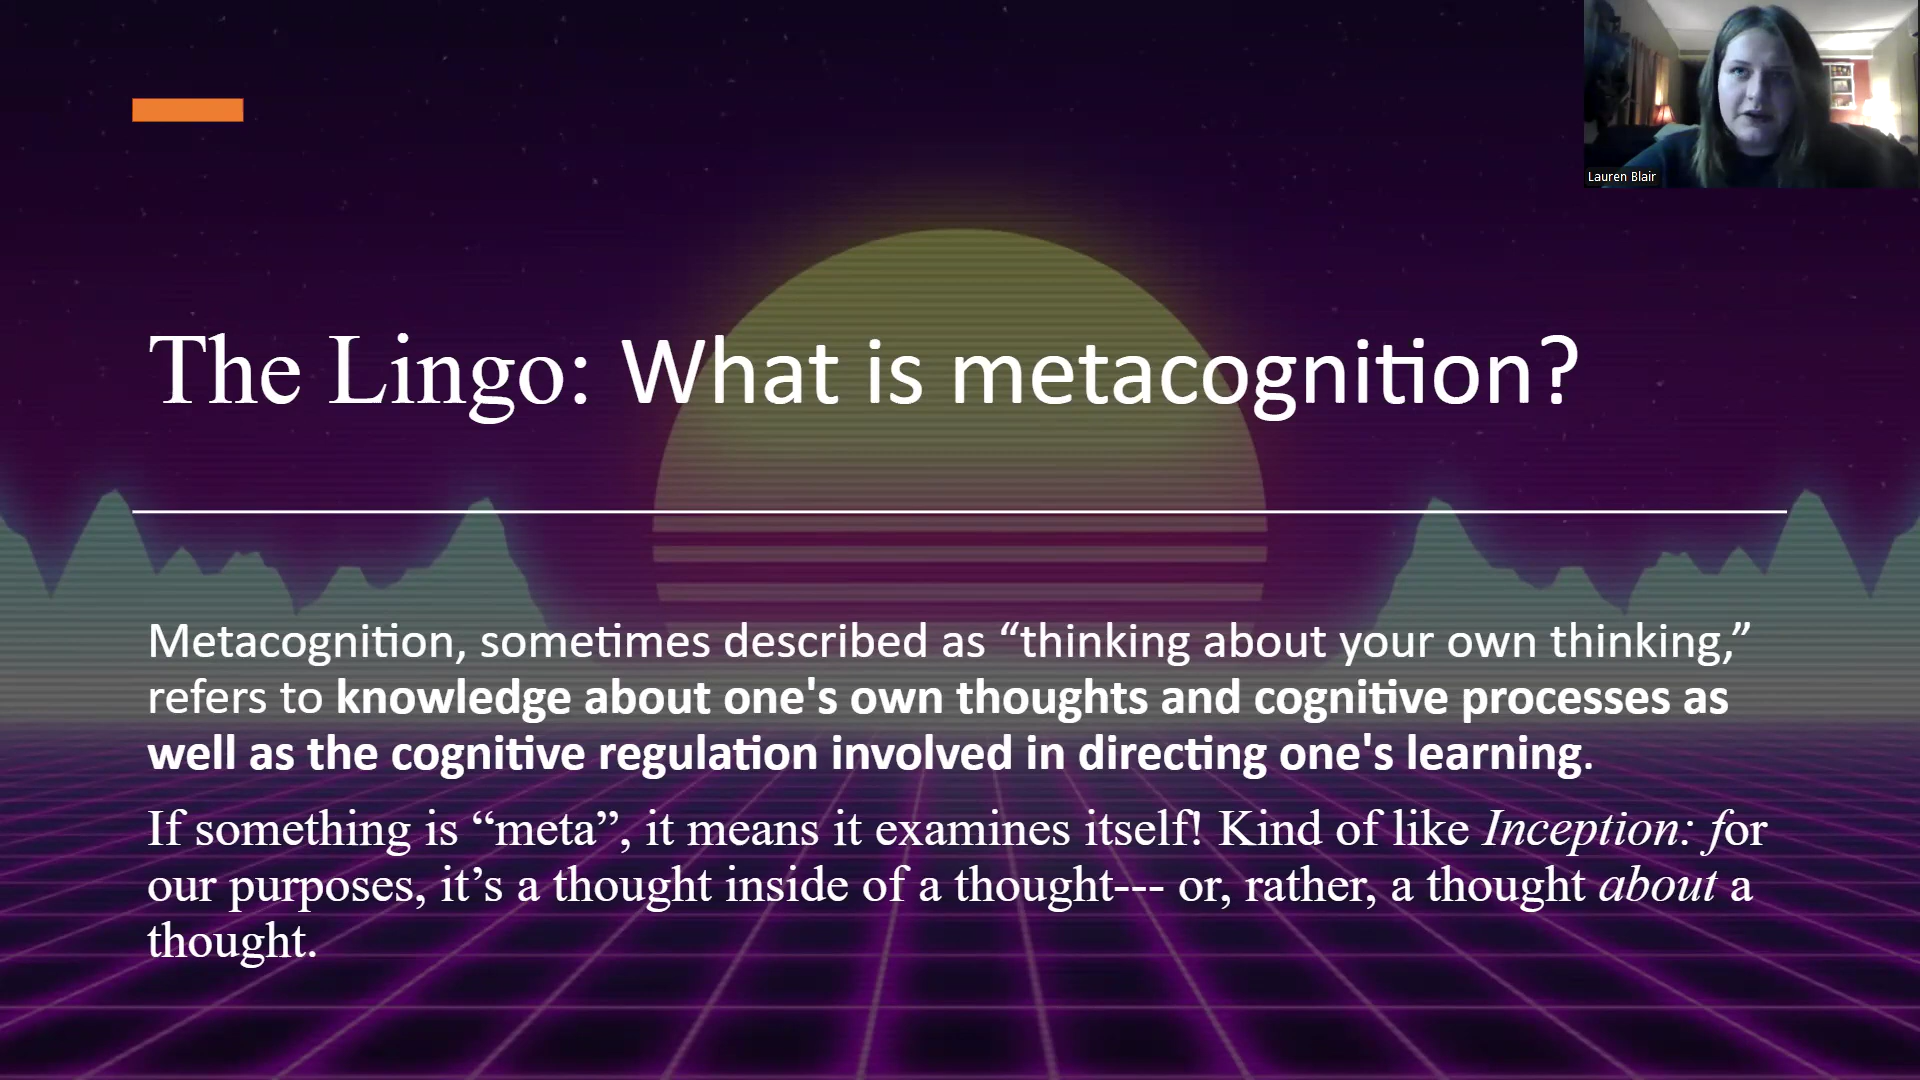 Lauren Blair
The Lingo: What is metacognition?
Metacognition, sometimes described as “thinking about your own thinking,”
refers to knowledge about one's own thoughts and cognitive processes as
well as the cognitive regulation involved in directing one's learning.
If something is “meta”, it means it examines itself! Kind of like Inception: for
our purposes, it’s a thought inside of a thought--- or, rather, a thought about a
thought.